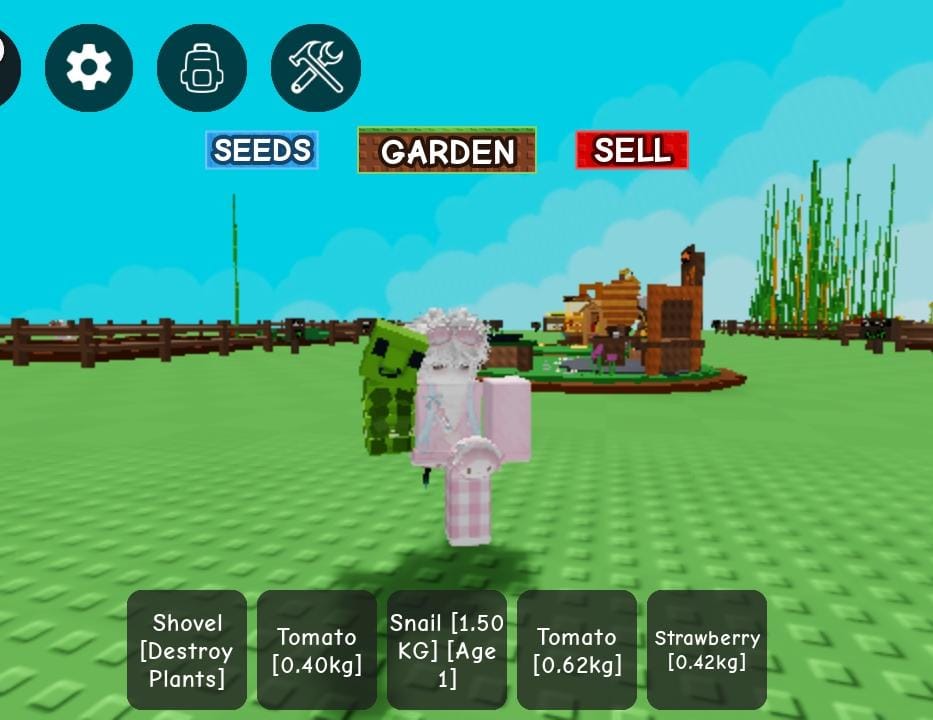 SEEDS
GARDEN
SELL
Shovel
[Destroy
Plants]
Tomato
[0.40kg]
Snail [1.50
KG] [Age
1]
Tomato
[0.62kg]
Strawberry
[0.42kg]